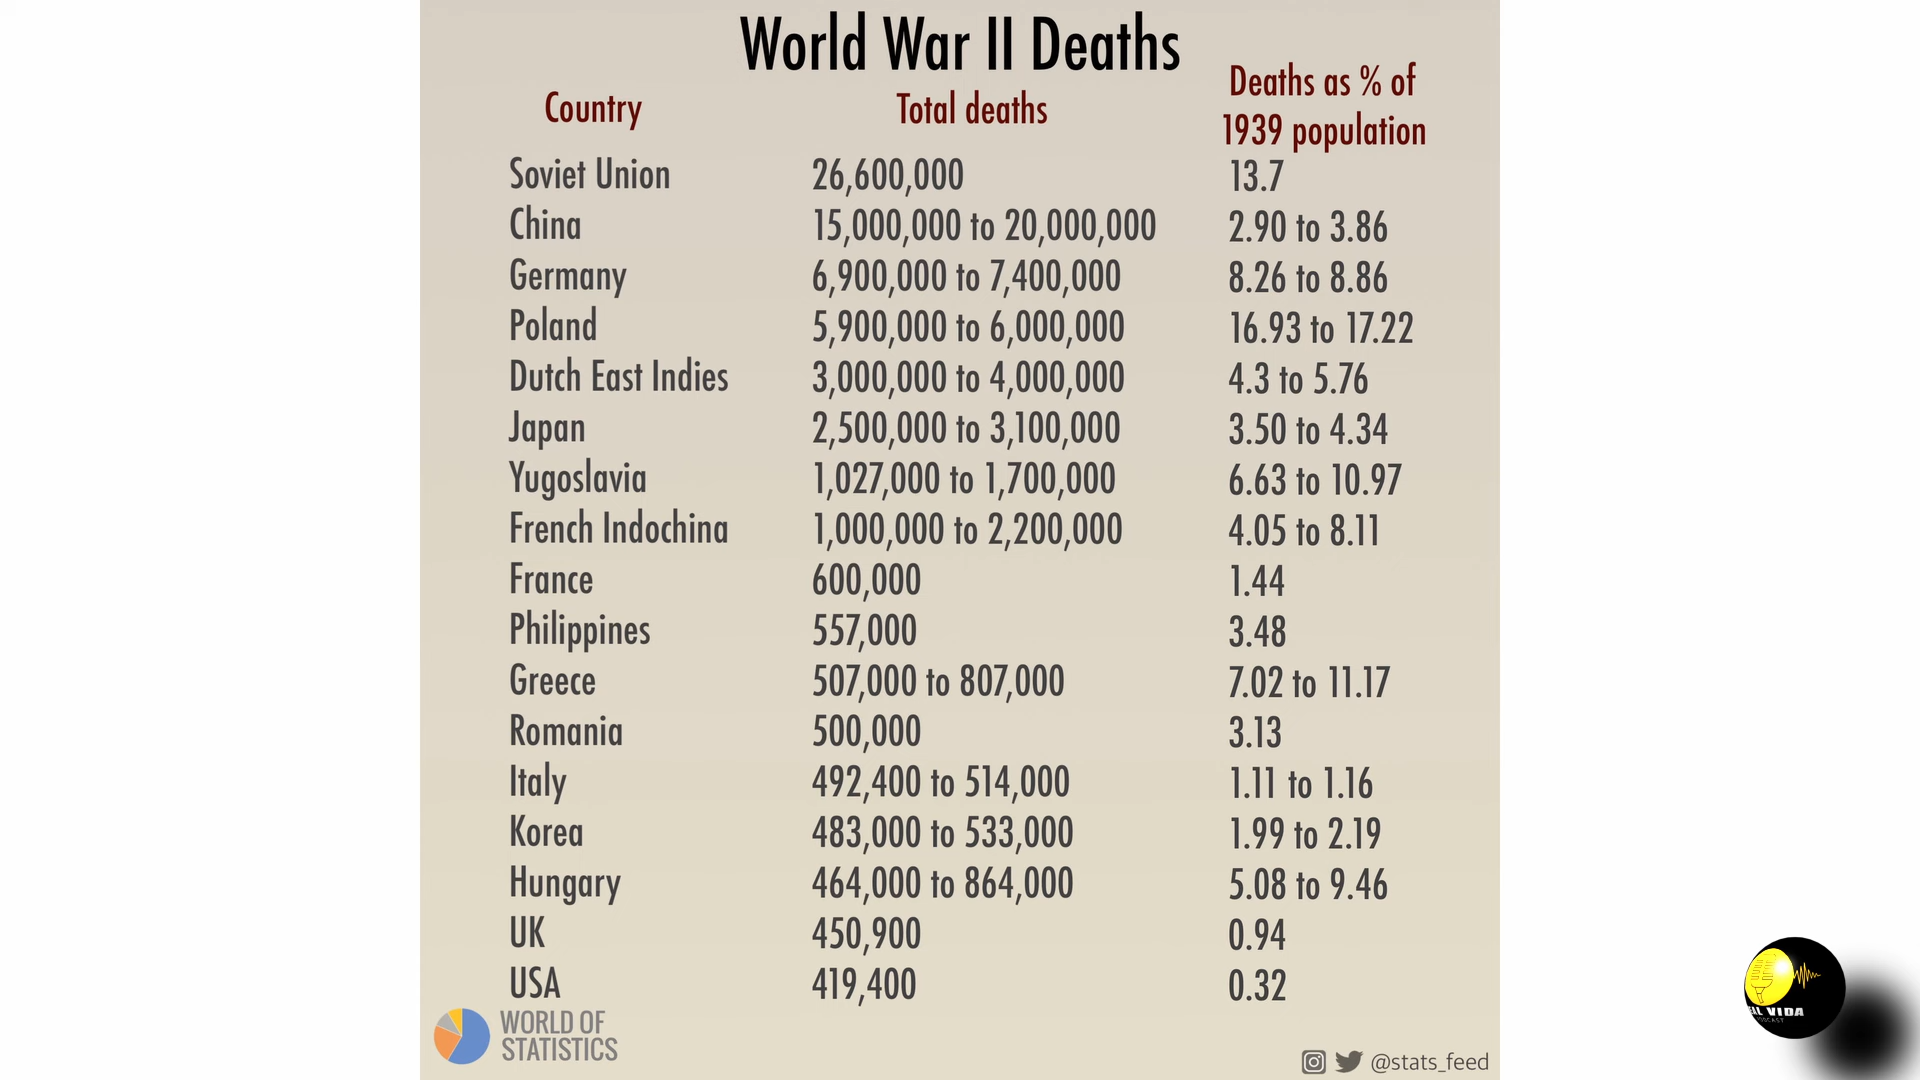 World War II Deaths
Country Total deaths Deaths as % of
1939 population
Soviet Union 26,600,000 13.7
China 15,000,000 to 20,000,000 2.90 to 3.86
Germany 6,900,000 to 7,400,000 8.26 to 8.86
Poland 5,900,000 to 6,000,000 16.93 to 17.22
Dutch East Indies 3,000,000 to 4,000,000 4.3 to 5.76
Japan 2,500,000 to 3,100,000 3.50 to 4.34
Yugoslavia 1,027,000 to 1,700,000 6.63 to 10.97
French Indochina 1,000,000 to 2,200,000 4.05 to 8.11
France 600,000 1.44
Philippines 557,000 3.48
Greece 507,000 to 807,000 7.02 to 11.17
Romania 500,000 3.13
Italy 492,400 to 514,000 1.11 to 1.16
Korea 483,000 to 533,000 1.99 to 2.19
Hungary 464,000 to 864,000 5.08 to 9.46
UK 450,900 0.94
USA 419,400 0.32
WORLD OF
STATISTICS
@stats_feed
VIDA